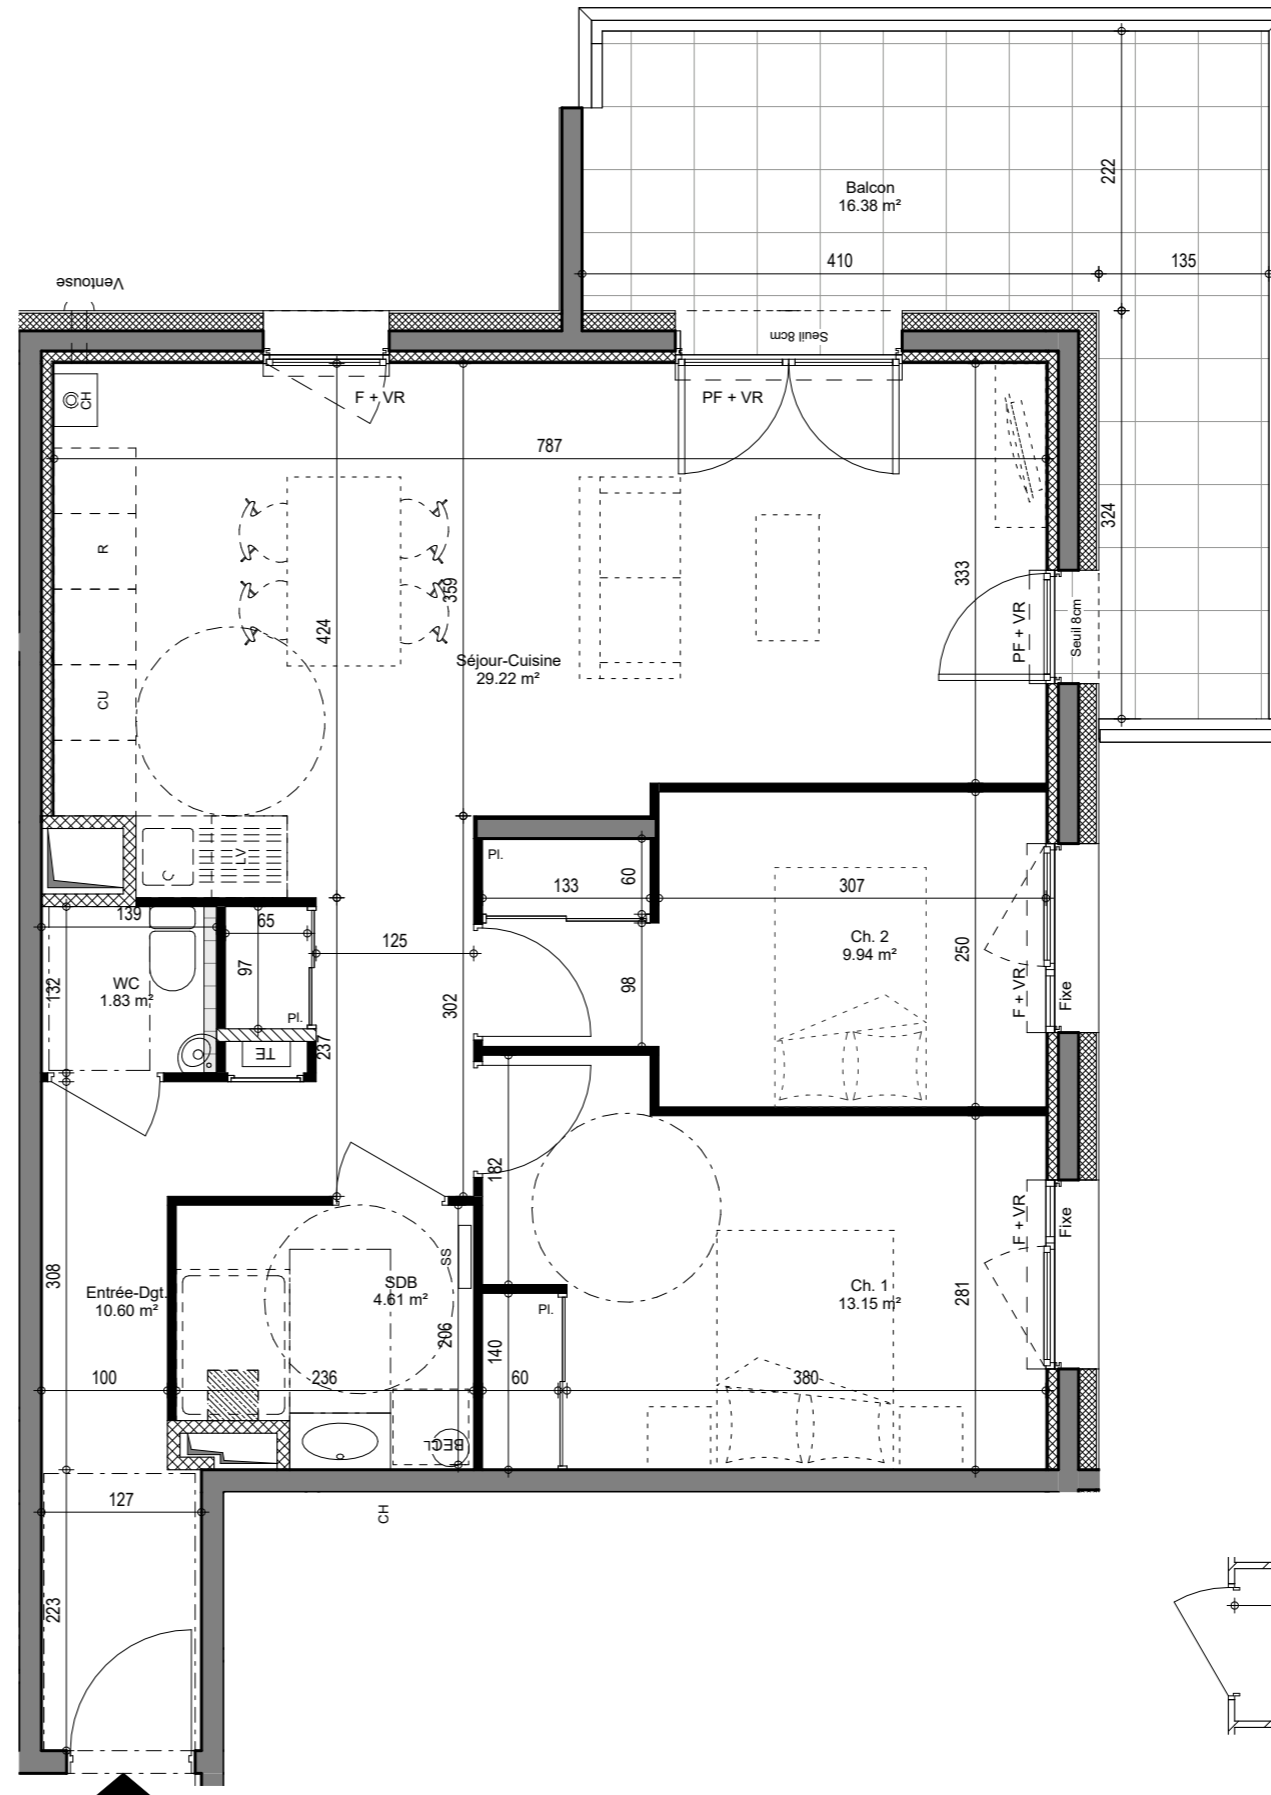 Balcon
16.38 m²
222
410
135
Ventouse
Seuil 8cm
CH
F + VR
PF + VR
787
324
R
359
333
424
Séjour-Cuisine
29.22 m²
PF + VR
Seuil 8cm
CU
C
LV
Pl.
60
133
307
139
65
125
97
132
WC
1.83 m²
Pl.
TE
237
302
98
Ch. 2
9.94 m²
250
F + VR
Fixe
182
308
Entrée-Dgt.
10.60 m²
SDB
4.61 m²
SS
206
Pl.
140
Ch. 1
13.15 m²
281
F + VR
Fixe
100
236
60
380
BECL
127
CH
223